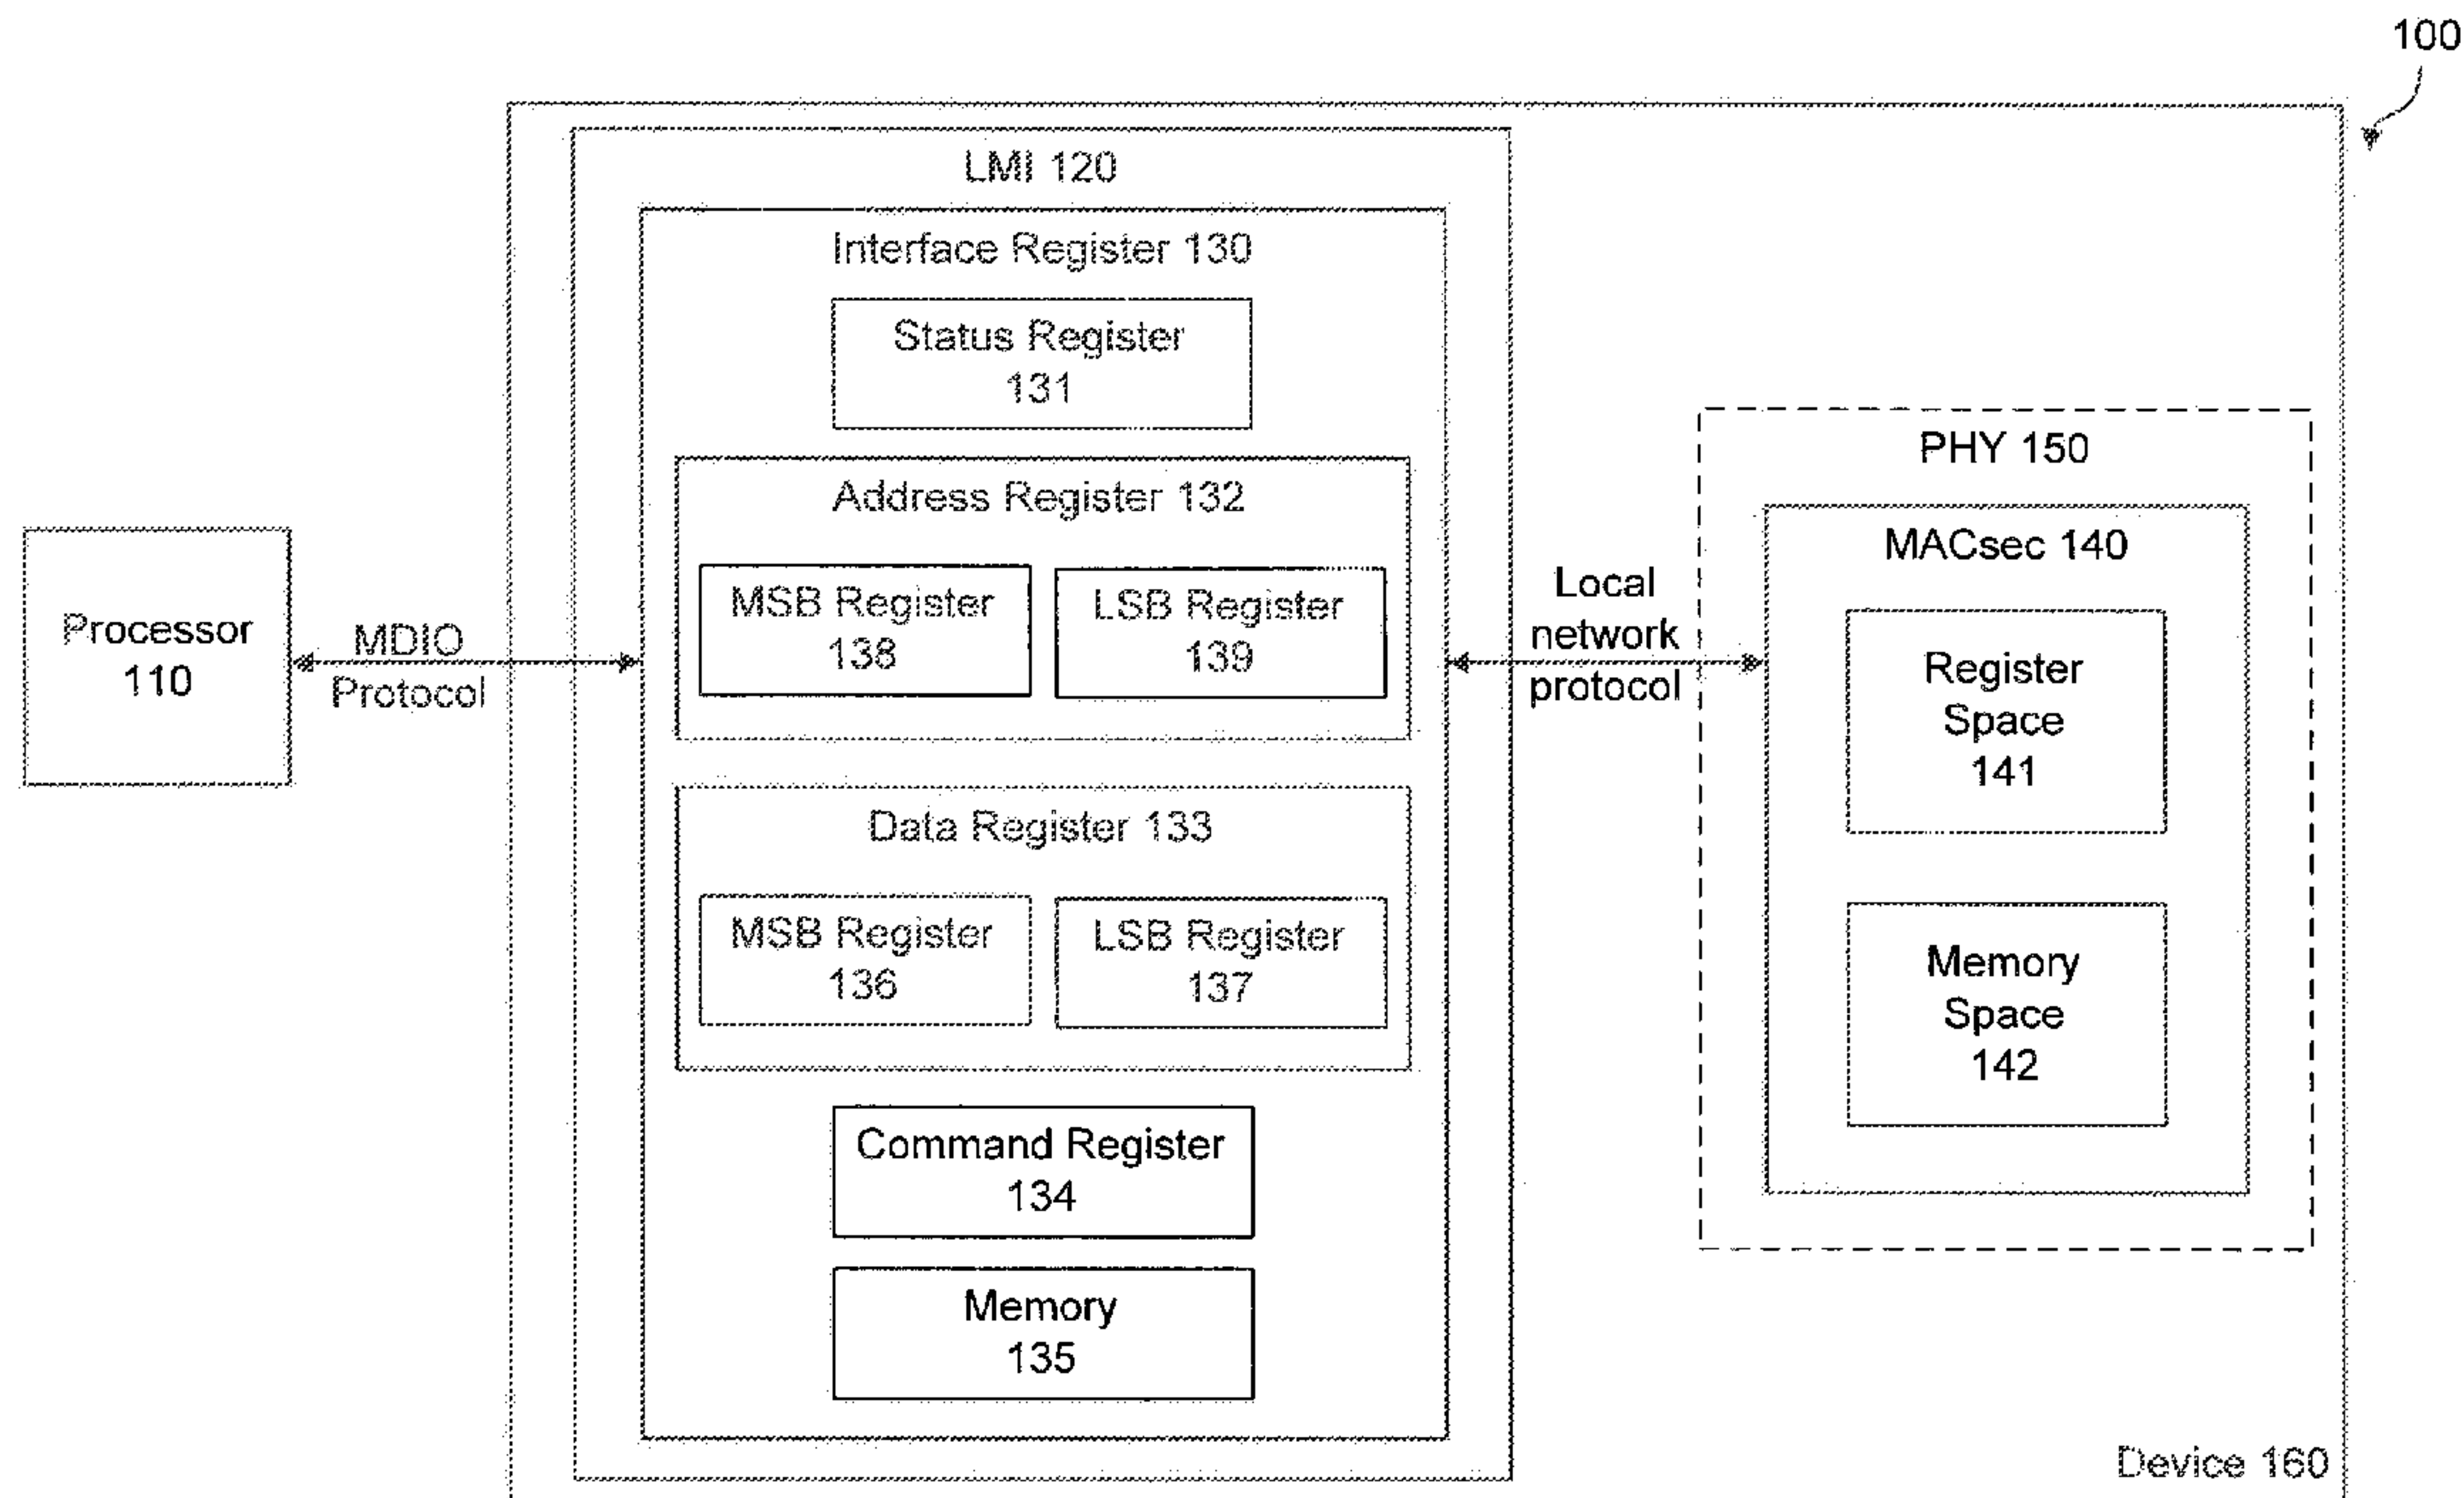 100
LMI 120
Interface Register 130
Status Register
131
Address Register 132
MSB Register
138
LSB Register
139
Data Register 133
MSB Register
136
LSB Register
137
Command Register
134
Memory
135
Processor
110
MDIO
Protocol
Local
network
protocol
PHY 150
MACsec 140
Register
Space
141
Memory
Space
142
Device 160